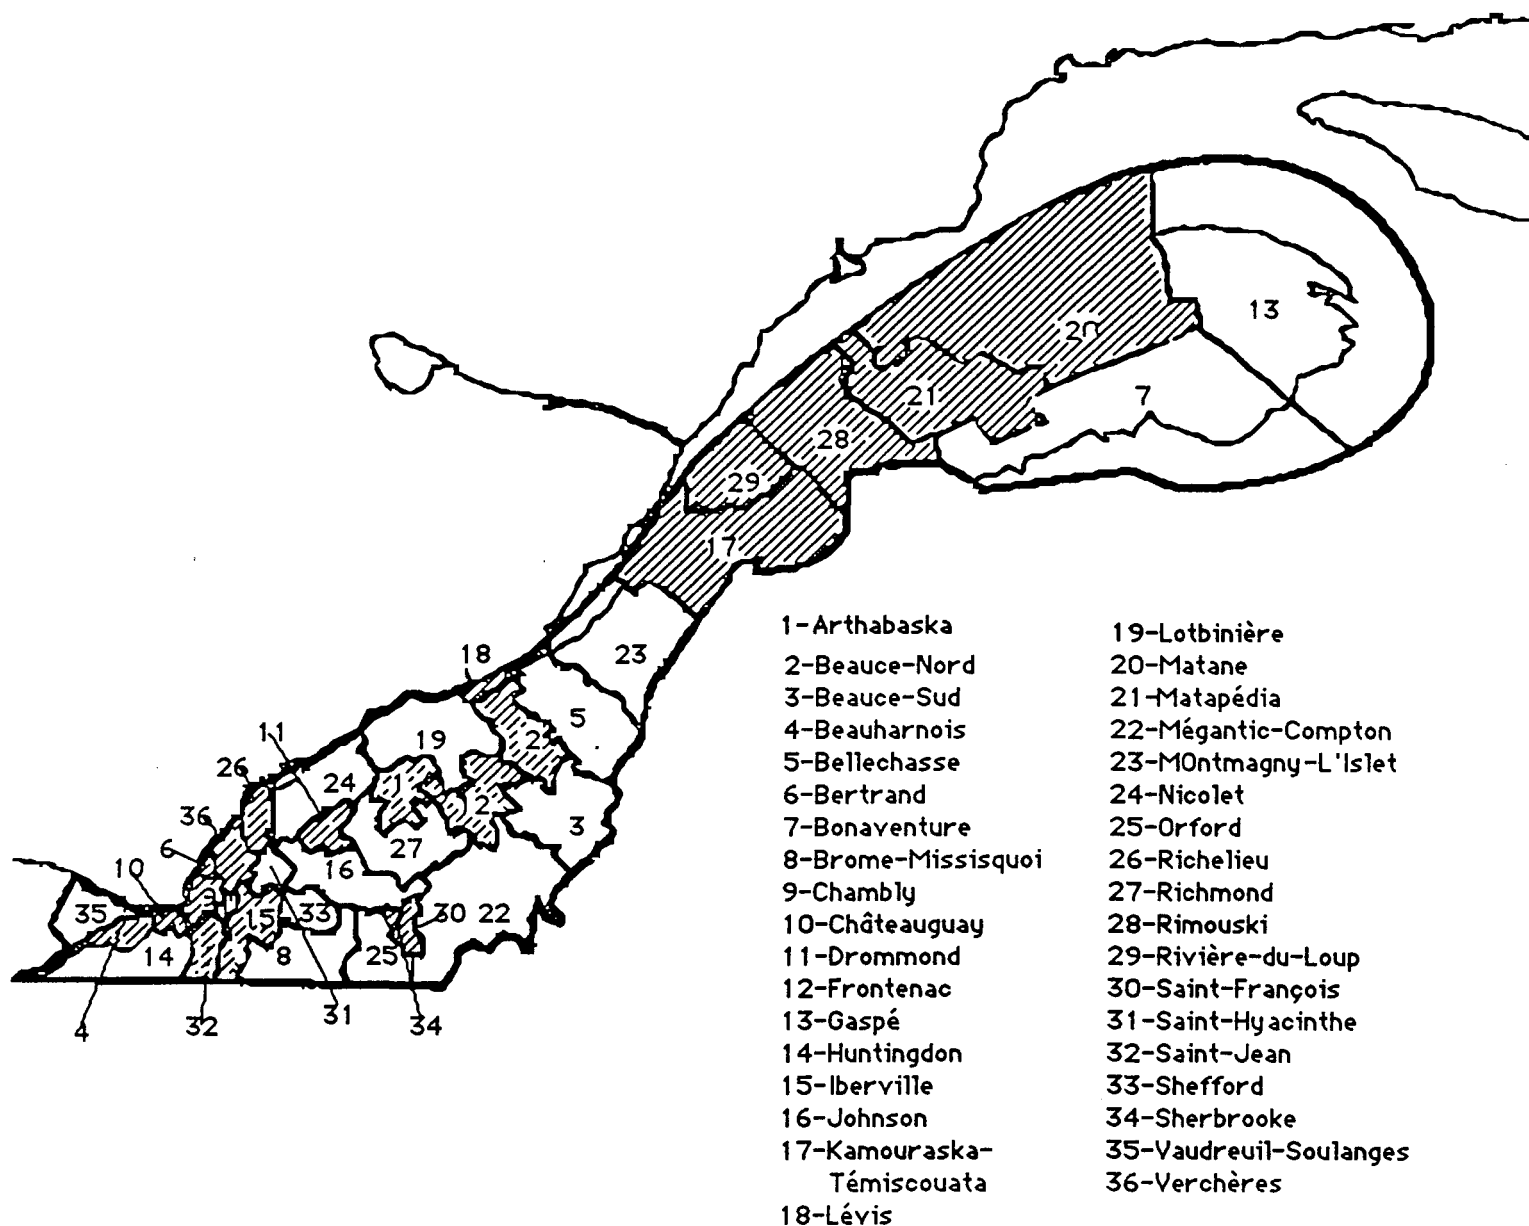 13
20
7
21
28
29
17
23
18
5
11
19
2
26
24
1
36
2
3
27
6
16
10
9
35
15
33
30
22
14
8
25
31
4
32
34
1-Arthabaska
2-Beauce-Nord
3-Beauce-Sud
4-Beauharnois
5-Bellechasse
6-Bertrand
7-Bonaventure
8-Brome-Missisquoi
9-Chambly
10-Châteauguay
11-Drommond
12-Frontenac
13-Gaspé
14-Huntingdon
15-Iberville
16-Johnson
17-Kamouraska-
Témiscouata
18-Lévis
19-Lotbinière
20-Matane
21-Matapédia
22-Mégantic-Compton
23-MOntmagny-L'Islet
24-Nicolet
25-Orford
26-Richelieu
27-Richmond
28-Rimouski
29-Rivière-du-Loup
30-Saint-François
31-Saint-Hyacinthe
32-Saint-Jean
33-Shefford
34-Sherbrooke
35-Vaudreuil-Soulanges
36-Verchères